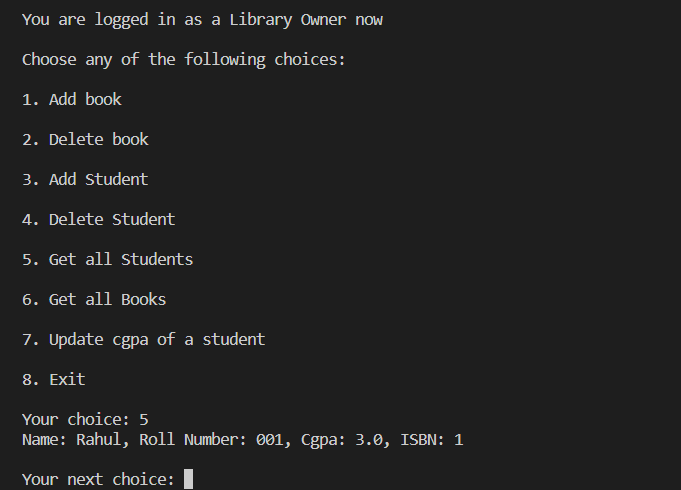 You are logged in as a Library Owner now
Choose any of the following choices:
1. Add book
2. Delete book
3. Add Student
4. Delete Student
5. Get all Students
6. Get all Books
7. Update cgpa of a student
8. Exit
Your choice: 5
Name: Rahul, Roll Number: 001, Cgpa: 3.0, ISBN: 1
Your next choice: